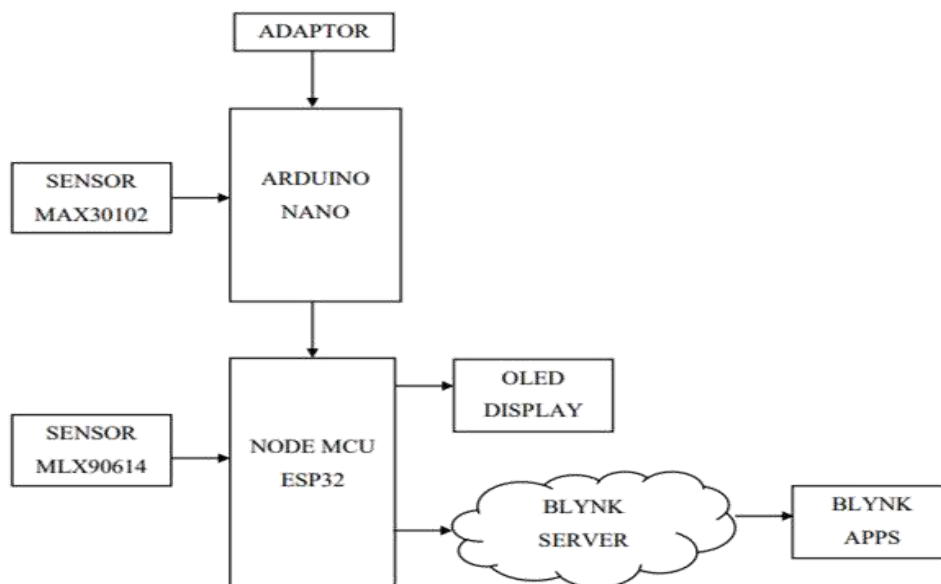 ADAPTOR
SENSOR
MAX30102
ARDUINO
NANO
SENSOR
MLX90614
NODE MCU
ESP32
OLED
DISPLAY
BLYNK
SERVER
BLYNK
APPS